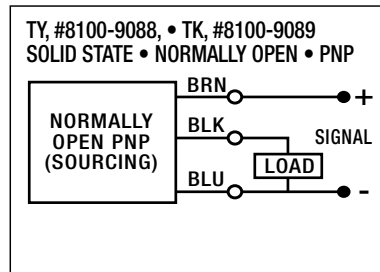 TY, #8100-9088, • TK, #8100-9089
SOLID STATE • NORMALLY OPEN • PNP
BRN
+
NORMALLY
OPEN PNP
(SOURCING)
BLK
SIGNAL
LOAD
BLU
-